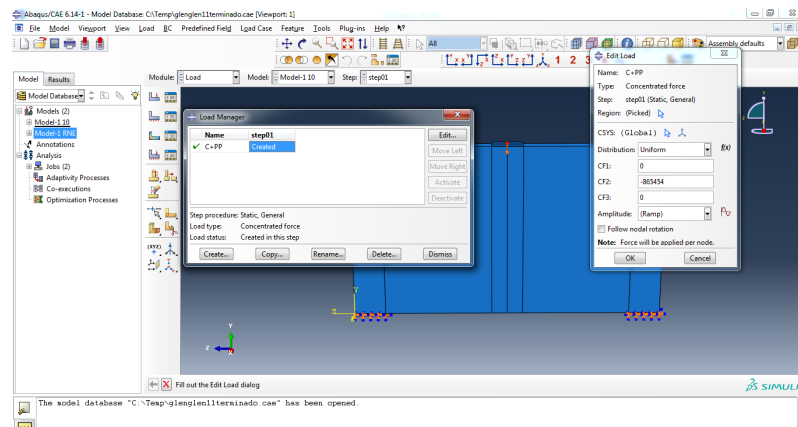 Abaqus/CAE 6.14-1 - Model Database: C:\Temp\glenglen11terminado.cae [Viewport: 1]
File Model Viewport View Load BC Predefined Field Load Case Feature Tools Plug-ins Help
All
Assembly defaults
1 2 3
Model Results
Module: Load Model: Model-1 10 Step: step01
Model Database
Models (2)
Model-1 10
Model-1 RNE
Annotations
Analysis
Jobs (2)
Adaptivity Processes
Co-executions
Optimization Processes
(XYZ)
Load Manager
Name step01
C+PP Created
Edit...
Move Left
Move Right
Activate
Deactivate
Step procedure: Static, General
Load type: Concentrated force
Load status: Created in this step
Create... Copy... Rename... Delete... Dismiss
Edit Load
Name: C+PP
Type: Concentrated force
Step: step01 (Static, General)
Region: (Picked)
CSYS: (Global)
Distribution: Uniform f(x)
CF1: 0
CF2: -865454
CF3: 0
Amplitude: (Ramp)
Follow nodal rotation
Note: Force will be applied per node.
OK Cancel
Y
Z
X
Fill out the Edit Load dialog
SIMULI
The model database "C:\Temp\glenglen11terminado.cae" has been opened.